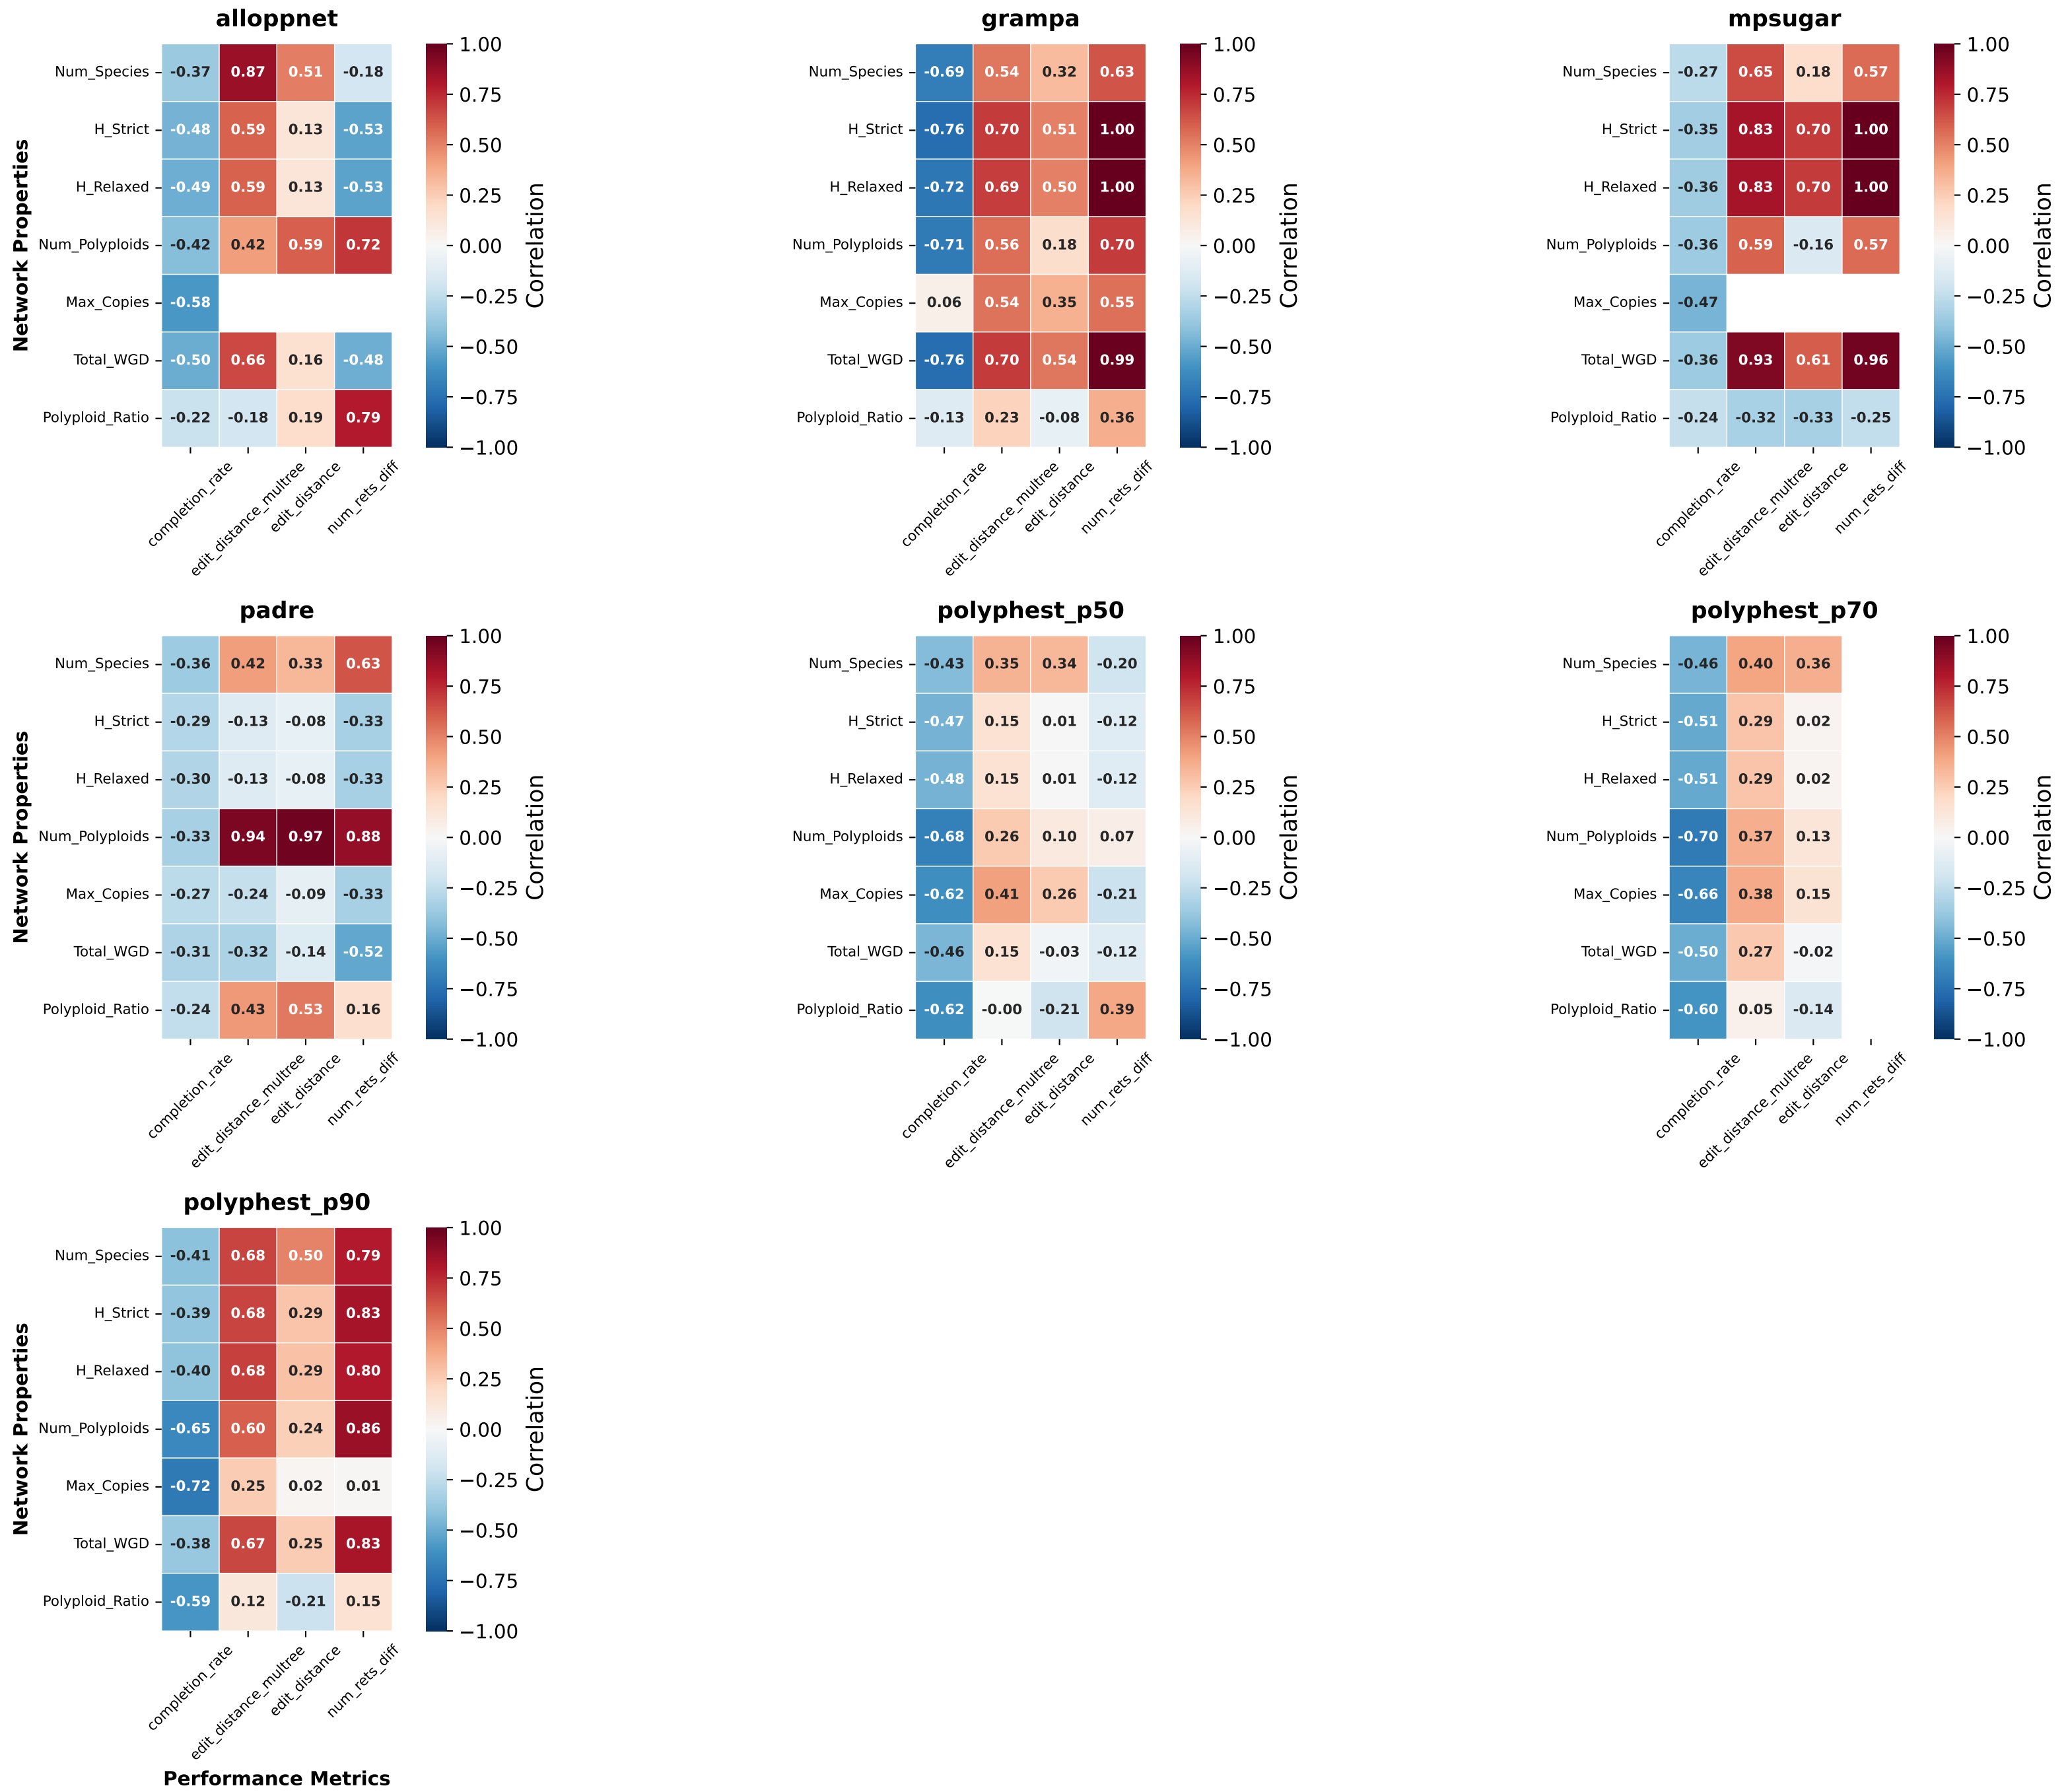 alloppnet
Network Properties
Num_Species -0.37 0.87 0.51 -0.18
H_Strict -0.48 0.59 0.13 -0.53
H_Relaxed -0.49 0.59 0.13 -0.53
Num_Polyploids -0.42 0.42 0.59 0.72
Max_Copies -0.58
Total_WGD -0.50 0.66 0.16 -0.48
Polyploid_Ratio -0.22 -0.18 0.19 0.79
completion_rate
edit_distance_multree
edit_distance
num_rets_diff
1.00
0.75
0.50
0.25
0.00
−0.25
−0.50
−0.75
−1.00
Correlation
grampa
Num_Species -0.69 0.54 0.32 0.63
H_Strict -0.76 0.70 0.51 1.00
H_Relaxed -0.72 0.69 0.50 1.00
Num_Polyploids -0.71 0.56 0.18 0.70
Max_Copies 0.06 0.54 0.35 0.55
Total_WGD -0.76 0.70 0.54 0.99
Polyploid_Ratio -0.13 0.23 -0.08 0.36
completion_rate
edit_distance_multree
edit_distance
num_rets_diff
1.00
0.75
0.50
0.25
0.00
−0.25
−0.50
−0.75
−1.00
Correlation
mpsugar
Num_Species -0.27 0.65 0.18 0.57
H_Strict -0.35 0.83 0.70 1.00
H_Relaxed -0.36 0.83 0.70 1.00
Num_Polyploids -0.36 0.59 -0.16 0.57
Max_Copies -0.47
Total_WGD -0.36 0.93 0.61 0.96
Polyploid_Ratio -0.24 -0.32 -0.33 -0.25
completion_rate
edit_distance_multree
edit_distance
num_rets_diff
1.00
0.75
0.50
0.25
0.00
−0.25
−0.50
−0.75
−1.00
Correlation
padre
Network Properties
Num_Species -0.36 0.42 0.33 0.63
H_Strict -0.29 -0.13 -0.08 -0.33
H_Relaxed -0.30 -0.13 -0.08 -0.33
Num_Polyploids -0.33 0.94 0.97 0.88
Max_Copies -0.27 -0.24 -0.09 -0.33
Total_WGD -0.31 -0.32 -0.14 -0.52
Polyploid_Ratio -0.24 0.43 0.53 0.16
completion_rate
edit_distance_multree
edit_distance
num_rets_diff
1.00
0.75
0.50
0.25
0.00
−0.25
−0.50
−0.75
−1.00
Correlation
polyphest_p50
Num_Species -0.43 0.35 0.34 -0.20
H_Strict -0.47 0.15 0.01 -0.12
H_Relaxed -0.48 0.15 0.01 -0.12
Num_Polyploids -0.68 0.26 0.10 0.07
Max_Copies -0.62 0.41 0.26 -0.21
Total_WGD -0.46 0.15 -0.03 -0.12
Polyploid_Ratio -0.62 -0.00 -0.21 0.39
completion_rate
edit_distance_multree
edit_distance
num_rets_diff
1.00
0.75
0.50
0.25
0.00
−0.25
−0.50
−0.75
−1.00
Correlation
polyphest_p70
Num_Species -0.46 0.40 0.36
H_Strict -0.51 0.29 0.02
H_Relaxed -0.51 0.29 0.02
Num_Polyploids -0.70 0.37 0.13
Max_Copies -0.66 0.38 0.15
Total_WGD -0.50 0.27 -0.02
Polyploid_Ratio -0.60 0.05 -0.14
completion_rate
edit_distance_multree
edit_distance
num_rets_diff
1.00
0.75
0.50
0.25
0.00
−0.25
−0.50
−0.75
−1.00
Correlation
polyphest_p90
Network Properties
Num_Species -0.41 0.68 0.50 0.79
H_Strict -0.39 0.68 0.29 0.83
H_Relaxed -0.40 0.68 0.29 0.80
Num_Polyploids -0.65 0.60 0.24 0.86
Max_Copies -0.72 0.25 0.02 0.01
Total_WGD -0.38 0.67 0.25 0.83
Polyploid_Ratio -0.59 0.12 -0.21 0.15
completion_rate
edit_distance_multree
edit_distance
num_rets_diff
1.00
0.75
0.50
0.25
0.00
−0.25
−0.50
−0.75
−1.00
Correlation
Performance Metrics